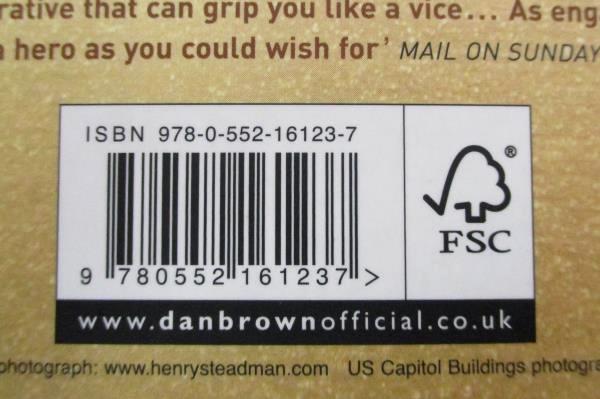 rative that can grip you like a vice... As eng
hero as you could wish for' MAIL ON SUNDAY
ISBN 978-0-552-16123-7
9 780552 161237 >
®
FSC
www.danbrownofficial.co.uk
photograph: www.henrysteadman.com US Capitol Buildings photogra